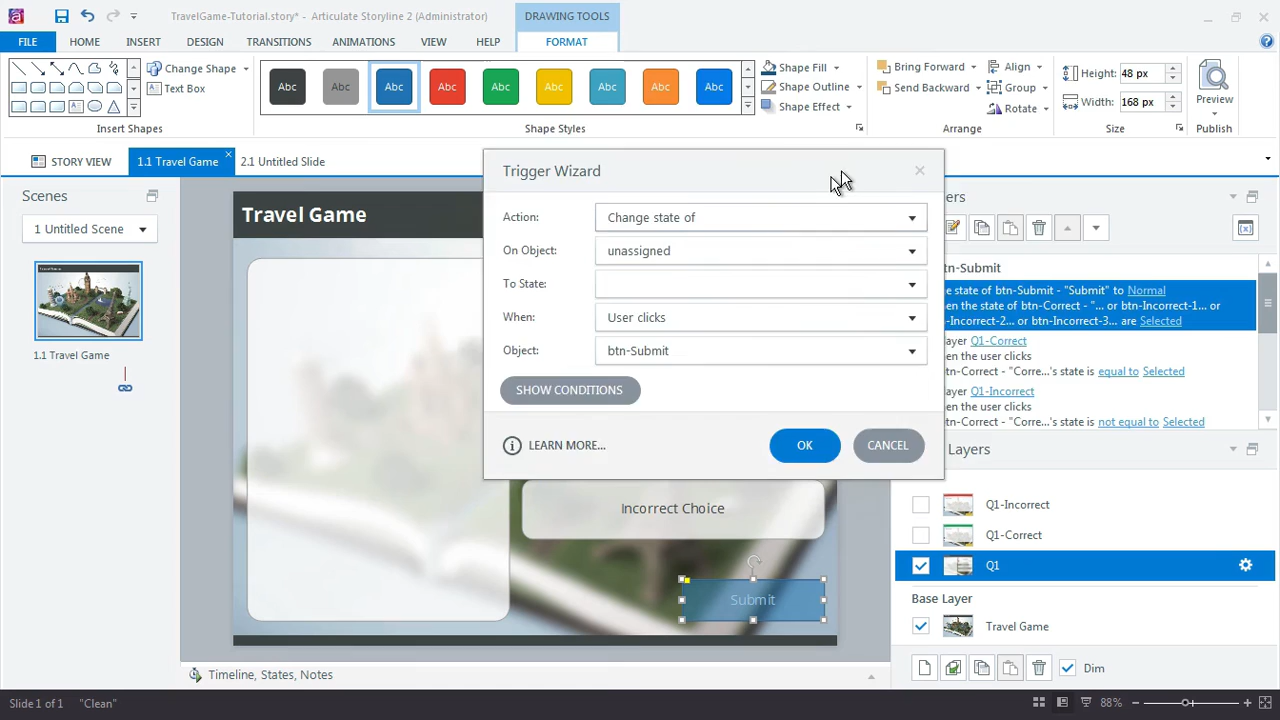 TravelGame-Tutorial.story* - Articulate Storyline 2 (Administrator)
DRAWING TOOLS
FILE HOME INSERT DESIGN TRANSITIONS ANIMATIONS VIEW HELP FORMAT
Change Shape
Text Box
Insert Shapes
Abc Abc Abc Abc Abc Abc Abc Abc Abc
Shape Styles
Shape Fill
Shape Outline
Shape Effect
Bring Forward
Send Backward
Align
Group
Rotate
Arrange
Height: 48 px
Width: 168 px
Size
Preview
Publish
STORY VIEW 1.1 Travel Game 2.1 Untitled Slide
Scenes
1 Untitled Scene
1.1 Travel Game
Travel Game
Trigger Wizard
Action: Change state of
On Object: unassigned
To State:
When: User clicks
Object: btn-Submit
SHOW CONDITIONS
LEARN MORE...
OK
CANCEL
Incorrect Choice
Submit
ers
n-Submit
e state of btn-Submit - "Submit" to Normal
en the state of btn-Correct - "... or btn-Incorrect-1... or
-Incorrect-2... or btn-Incorrect-3... are Selected
ayer Q1-Correct
en the user clicks
tn-Correct - "Corre...'s state is equal to Selected
ayer Q1-Incorrect
en the user clicks
tn-Correct - "Corre...'s state is not equal to Selected
Layers
Q1-Incorrect
Q1-Correct
Q1
Base Layer
Travel Game
Dim
Timeline, States, Notes
Slide 1 of 1 "Clean"
88%